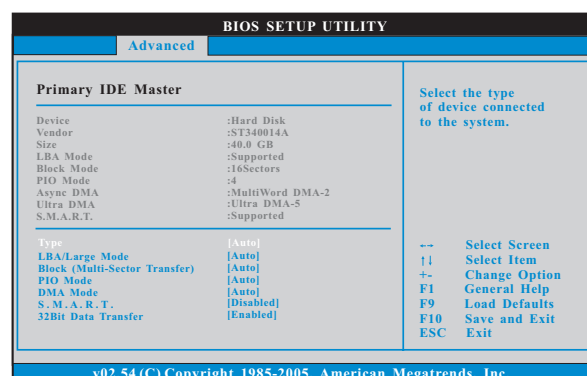 BIOS SETUP UTILITY
Advanced
Primary IDE Master
Device :Hard Disk
Vendor :ST340014A
Size :40.0 GB
LBA Mode :Supported
Block Mode :16Sectors
PIO Mode :4
Async DMA :MultiWord DMA-2
Ultra DMA :Ultra DMA-5
S.M.A.R.T. :Supported
Type [Auto]
LBA/Large Mode [Auto]
Block (Multi-Sector Transfer) [Auto]
PIO Mode [Auto]
DMA Mode [Auto]
S.M.A.R.T. [Disabled]
32Bit Data Transfer [Enabled]
Select the type
of device connected
to the system.
↔ Select Screen
↑↓ Select Item
+- Change Option
F1 General Help
F9 Load Defaults
F10 Save and Exit
ESC Exit
v02.54 (C) Copyright 1985-2005, American Megatrends, Inc.